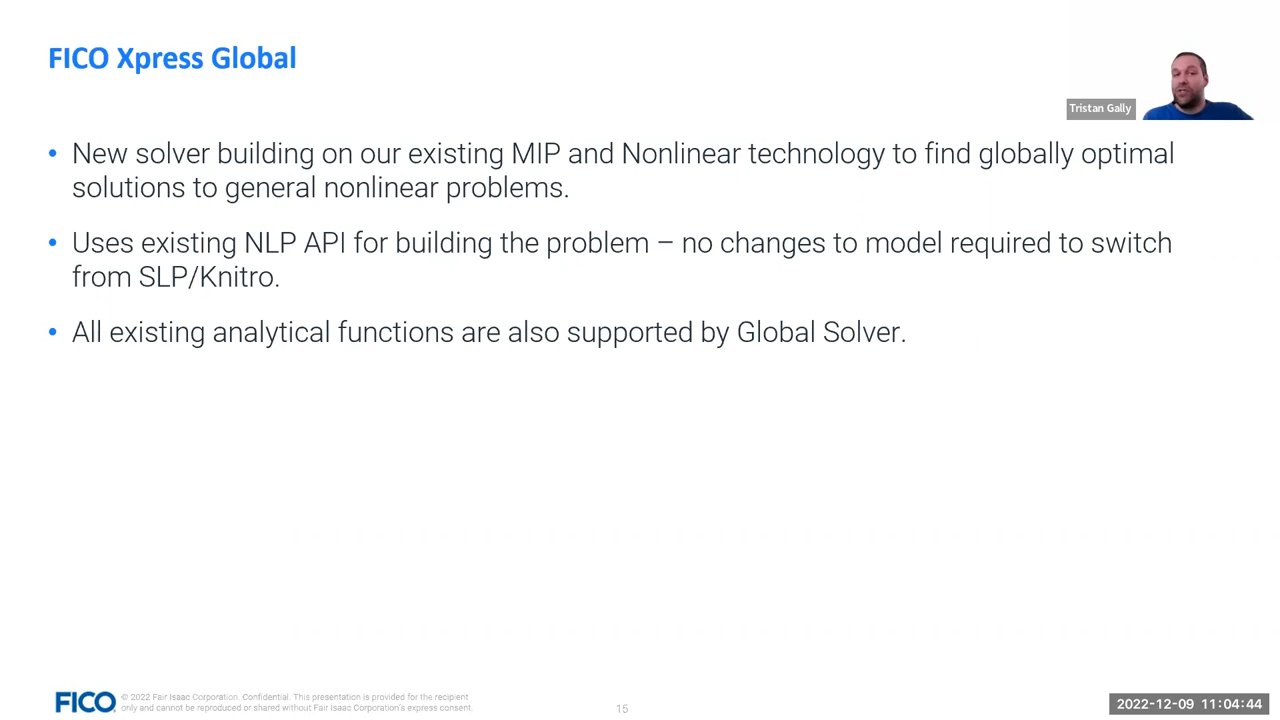 FICO Xpress Global
Tristan Gally
• New solver building on our existing MIP and Nonlinear technology to find globally optimal
solutions to general nonlinear problems.
• Uses existing NLP API for building the problem – no changes to model required to switch
from SLP/Knitro.
• All existing analytical functions are also supported by Global Solver.
FICO
© 2022 Fair Isaac Corporation. Confidential. This presentation is provided for the recipient
only and cannot be reproduced or shared without Fair Isaac Corporation's express consent.
15
2022-12-09 11:04:44